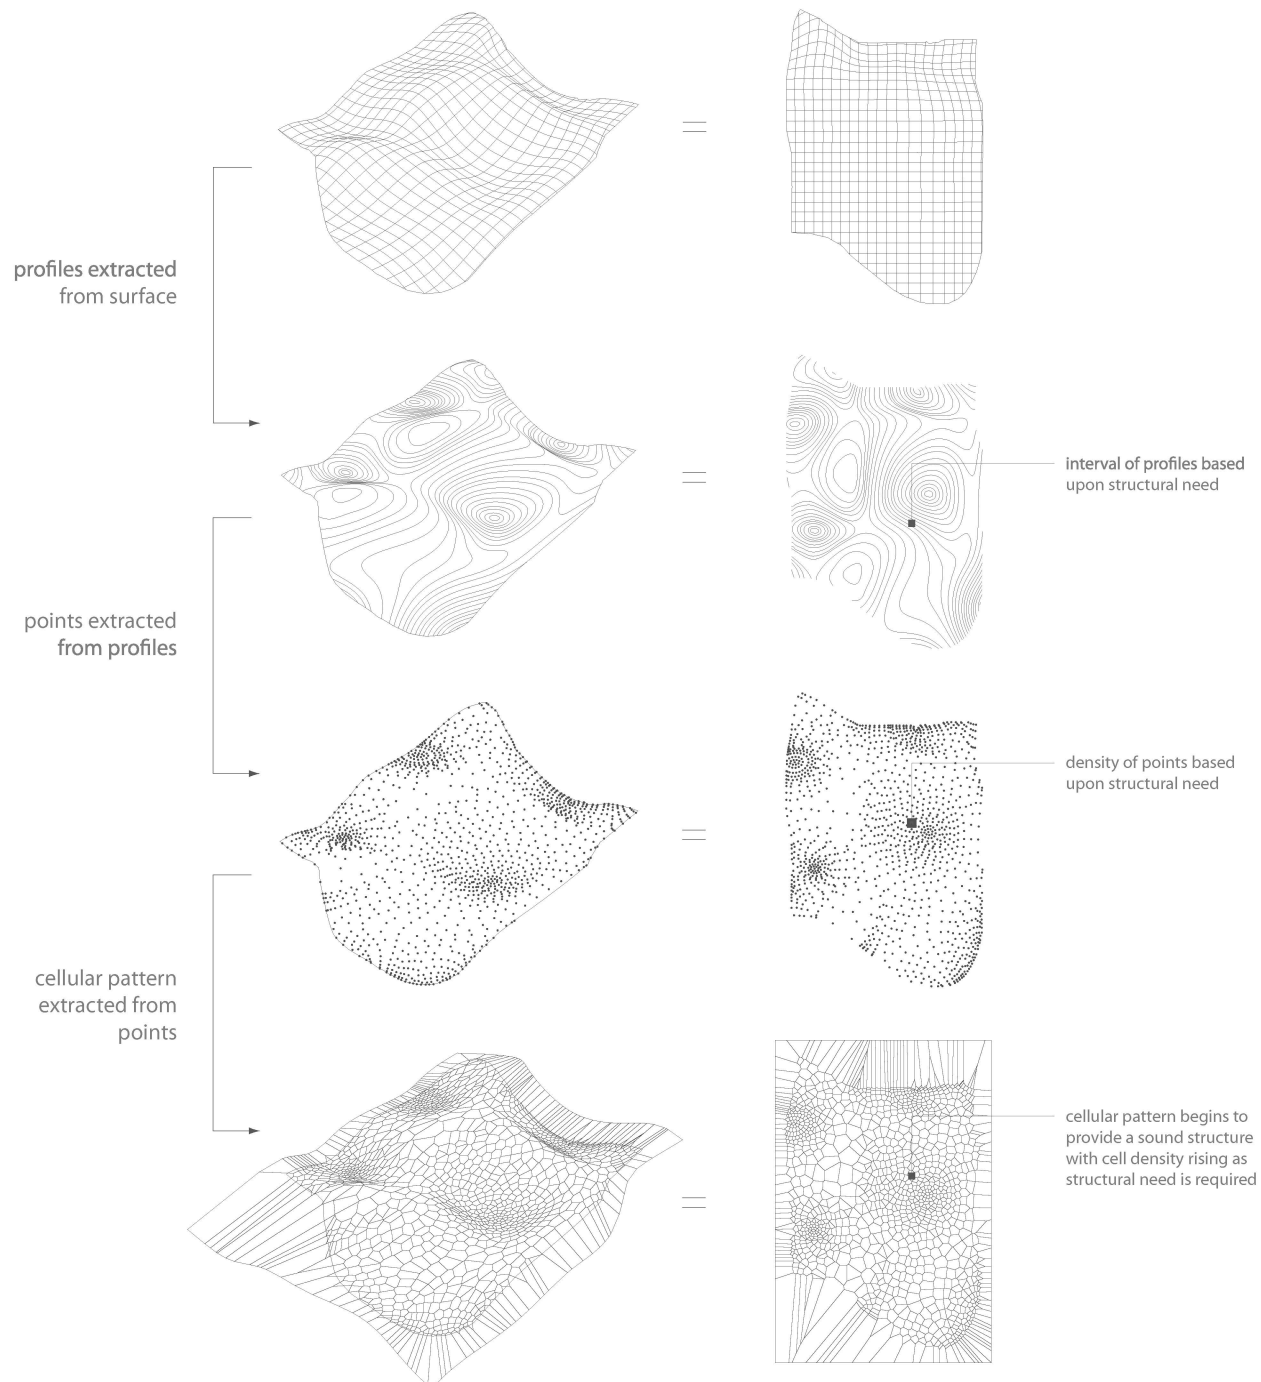 profiles extracted
from surface
interval of profiles based
upon structural need
points extracted
from profiles
density of points based
upon structural need
cellular pattern
extracted from
points
cellular pattern begins to
provide a sound structure
with cell density rising as
structural need is required